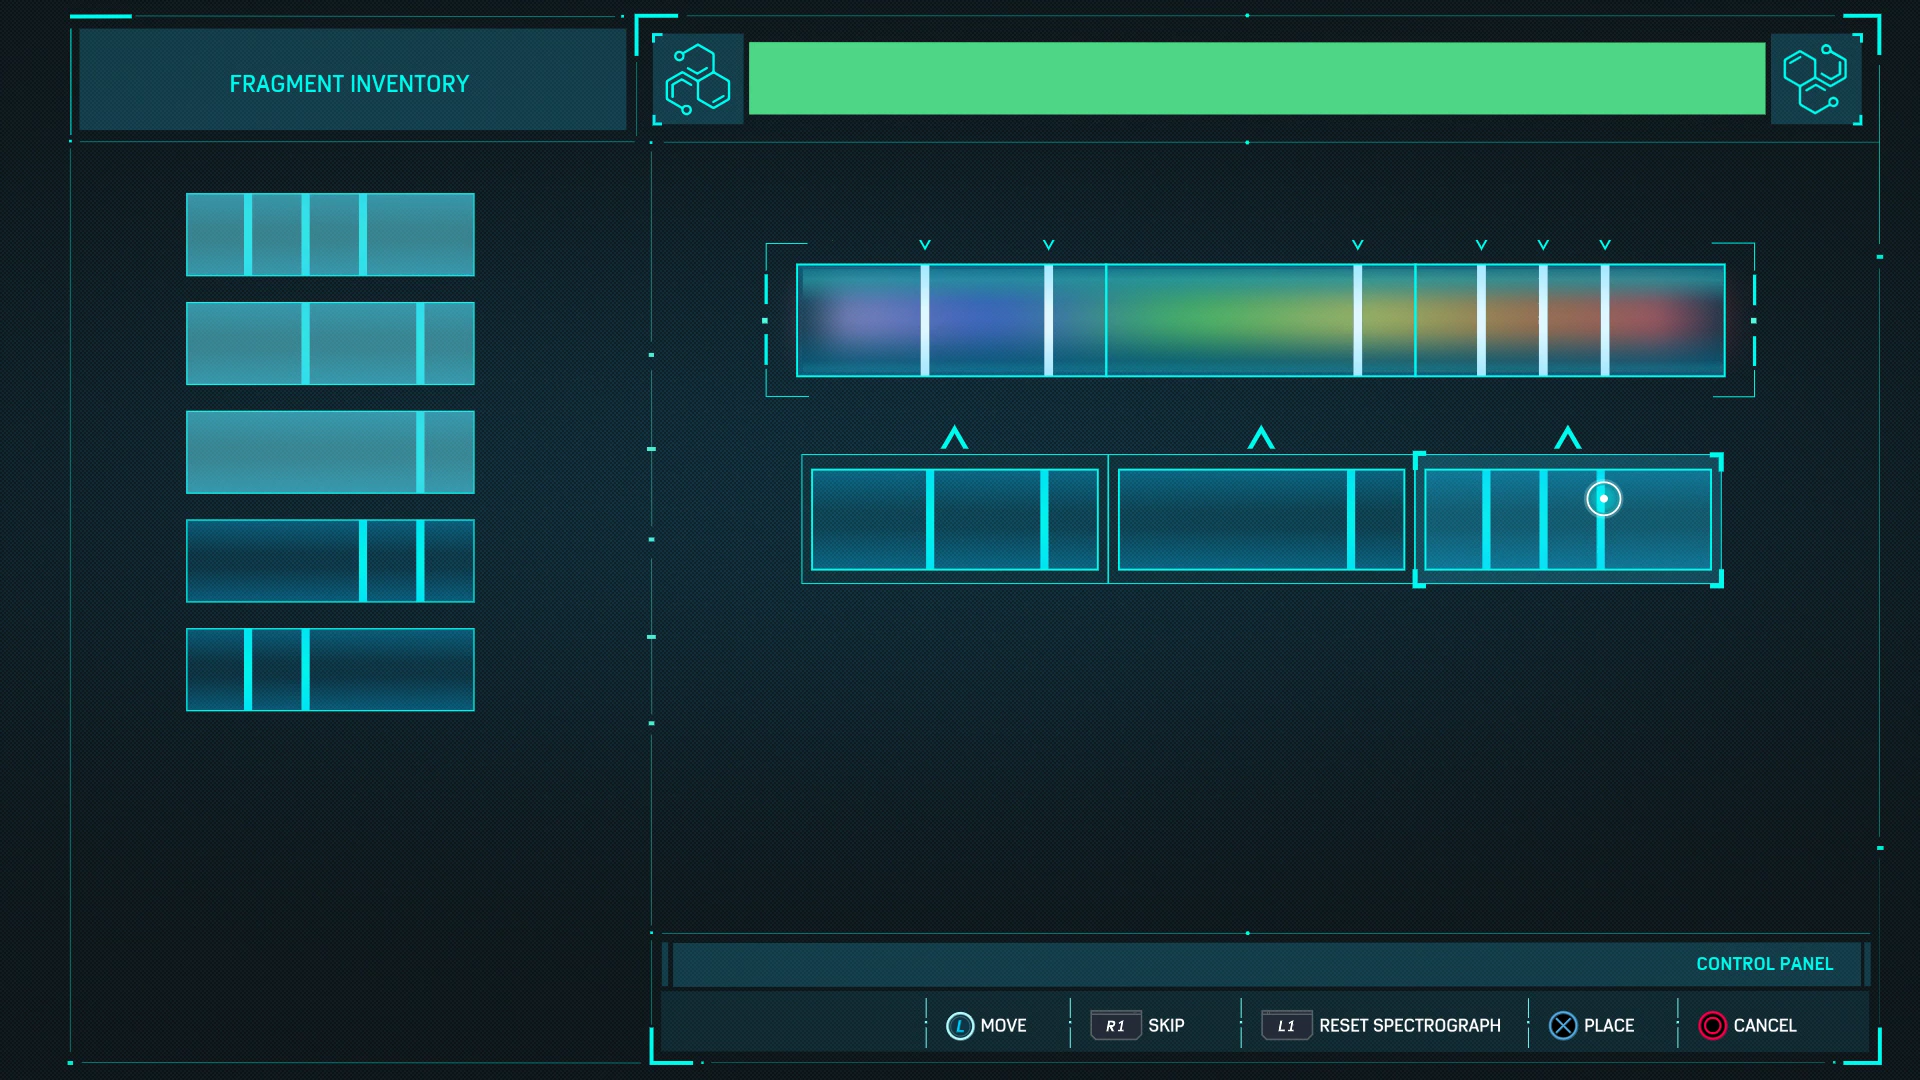 FRAGMENT INVENTORY
CONTROL PANEL
L MOVE
R1 SKIP
L1 RESET SPECTROGRAPH
PLACE
CANCEL